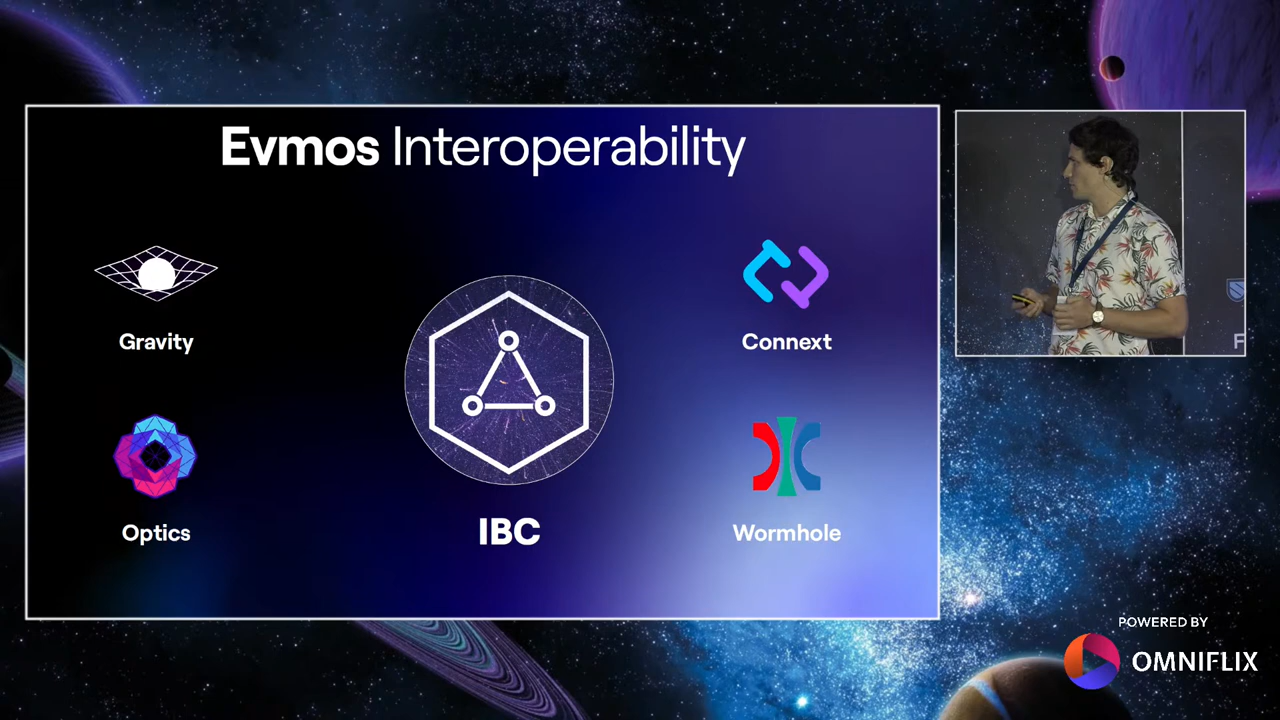 Evmos Interoperability
Gravity
Connext
Optics
IBC
Wormhole
F
POWERED BY
OMNIFLIX